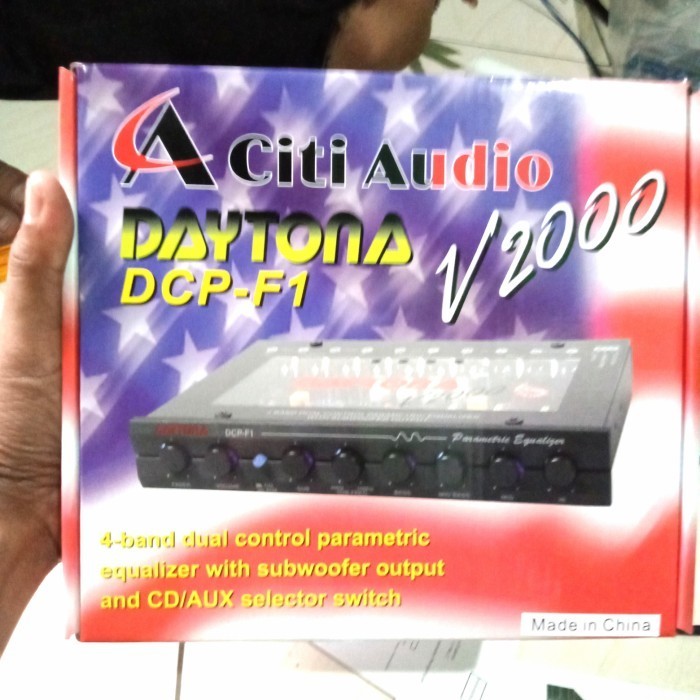 A Citi Audio
DAYTONA
DCP-F1
V2000
DCP-F1
Parametric Equalizer
4-band dual control parametric
equalizer with subwoofer output
and CD/AUX selector switch
Made in China